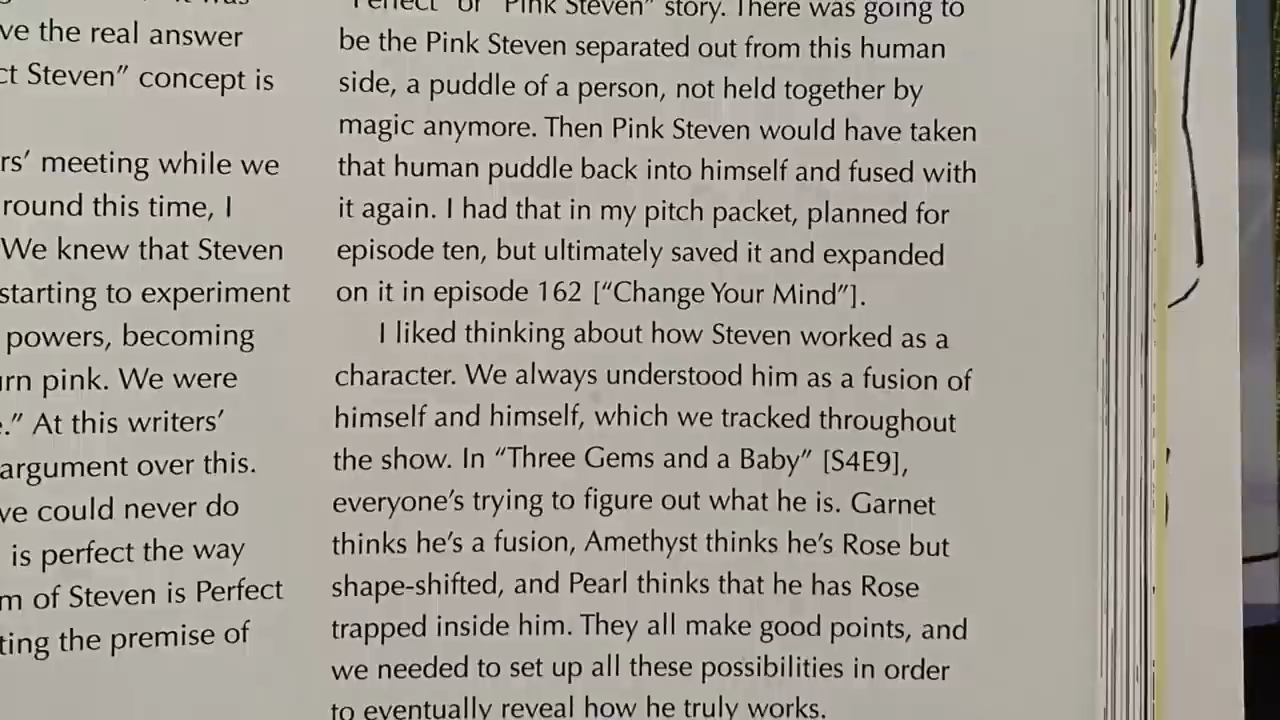 ve the real answer
ct Steven” concept is
rs’ meeting while we
round this time, I
We knew that Steven
starting to experiment
powers, becoming
urn pink. We were
.” At this writers’
argument over this.
ve could never do
is perfect the way
m of Steven is Perfect
ting the premise of
Perfect” or “Pink Steven” story. There was going to
be the Pink Steven separated out from this human
side, a puddle of a person, not held together by
magic anymore. Then Pink Steven would have taken
that human puddle back into himself and fused with
it again. I had that in my pitch packet, planned for
episode ten, but ultimately saved it and expanded
on it in episode 162 [“Change Your Mind”].
I liked thinking about how Steven worked as a
character. We always understood him as a fusion of
himself and himself, which we tracked throughout
the show. In “Three Gems and a Baby” [S4E9],
everyone’s trying to figure out what he is. Garnet
thinks he’s a fusion, Amethyst thinks he’s Rose but
shape-shifted, and Pearl thinks that he has Rose
trapped inside him. They all make good points, and
we needed to set up all these possibilities in order
to eventually reveal how he truly works.